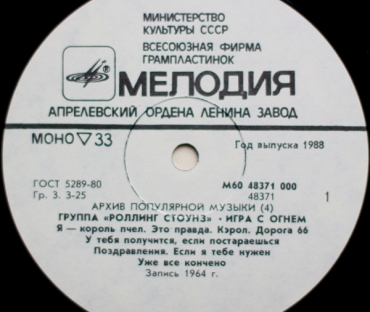 МИНИСТЕРСТВО
КУЛЬТУРЫ СССР
ВСЕСОЮЗНАЯ ФИРМА
ГРАМПЛАСТИНОК
МЕЛОДИЯ
АПРЕЛЕВСКИЙ ОРДЕНА ЛЕНИНА ЗАВОД
МОНО ▽ 33
Год выпуска 1988
ГОСТ 5289-80
М60 48371 000
Гр. 3. 3-25
48371
1
АРХИВ ПОПУЛЯРНОЙ МУЗЫКИ (4)
ГРУППА «РОЛЛИНГ СТОУНЗ» · ИГРА С ОГНЕМ
Я — король пчел. Это правда. Кэрол. Дорога 66
У тебя получится, если постараешься
Поздравления. Если я тебе нужен
Уже все кончено
Запись 1964 г.